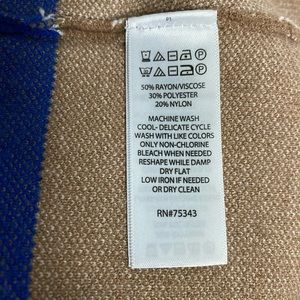 50% RAYON/VISCOSE
30% POLYESTER
20% NYLON
MACHINE WASH
COOL- DELICATE CYCLE
WASH WITH LIKE COLORS
ONLY NON-CHLORINE
BLEACH WHEN NEEDED
RESHAPE WHILE DAMP
DRY FLAT
LOW IRON IF NEEDED
OR DRY CLEAN
RN#75343